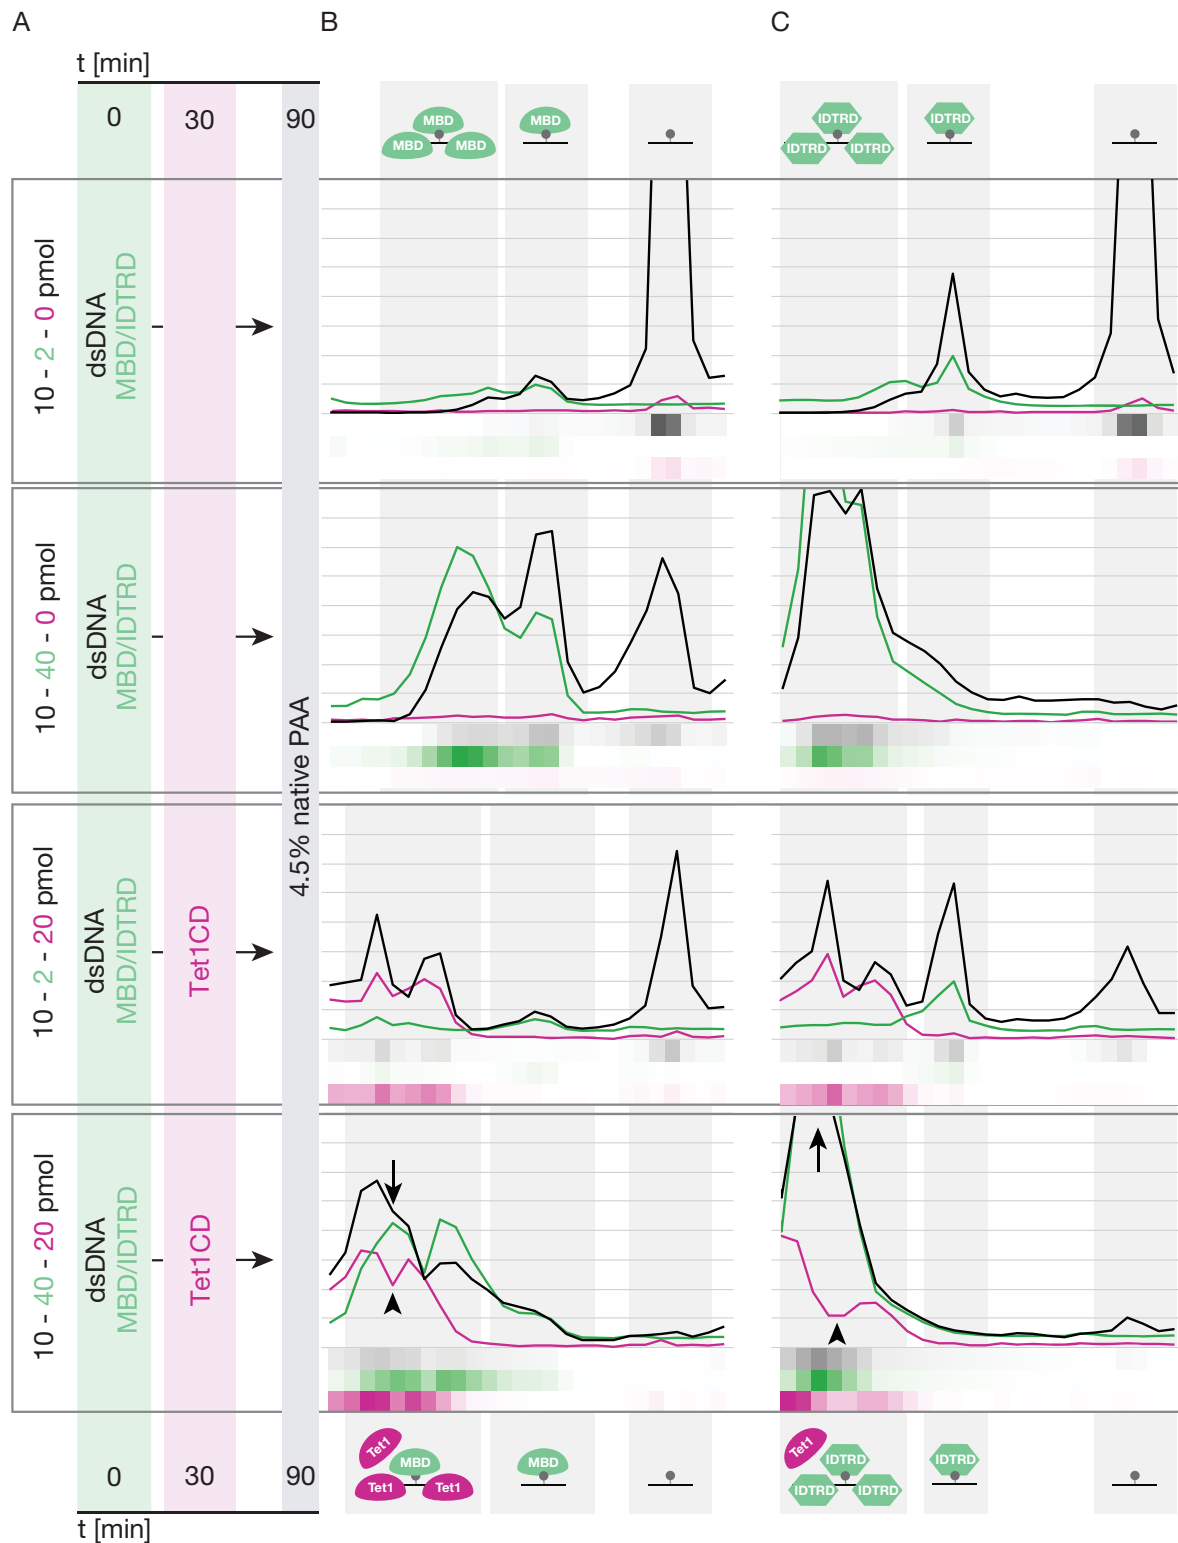 A
B
C
t [min]
0
30
90
MBD
MBD
MBD
MBD
IDTRD
IDTRD
IDTRD
IDTRD
10 - 2 - 0 pmol
dsDNA
MBD/IDTRD
10 - 40 - 0 pmol
dsDNA
MBD/IDTRD
4.5% native PAA
10 - 2 - 20 pmol
dsDNA
MBD/IDTRD
Tet1CD
10 - 40 - 20 pmol
dsDNA
MBD/IDTRD
Tet1CD
0
30
90
Tet1
MBD
Tet1
Tet1
MBD
Tet1
IDTRD
IDTRD
IDTRD
IDTRD
t [min]